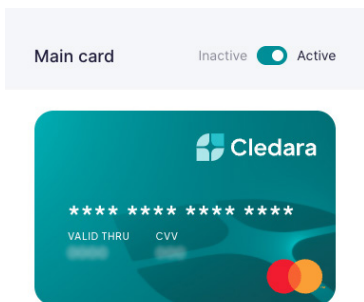 Main card
Inactive Active
Cledara
**** **** **** ****
VALID THRU CVV